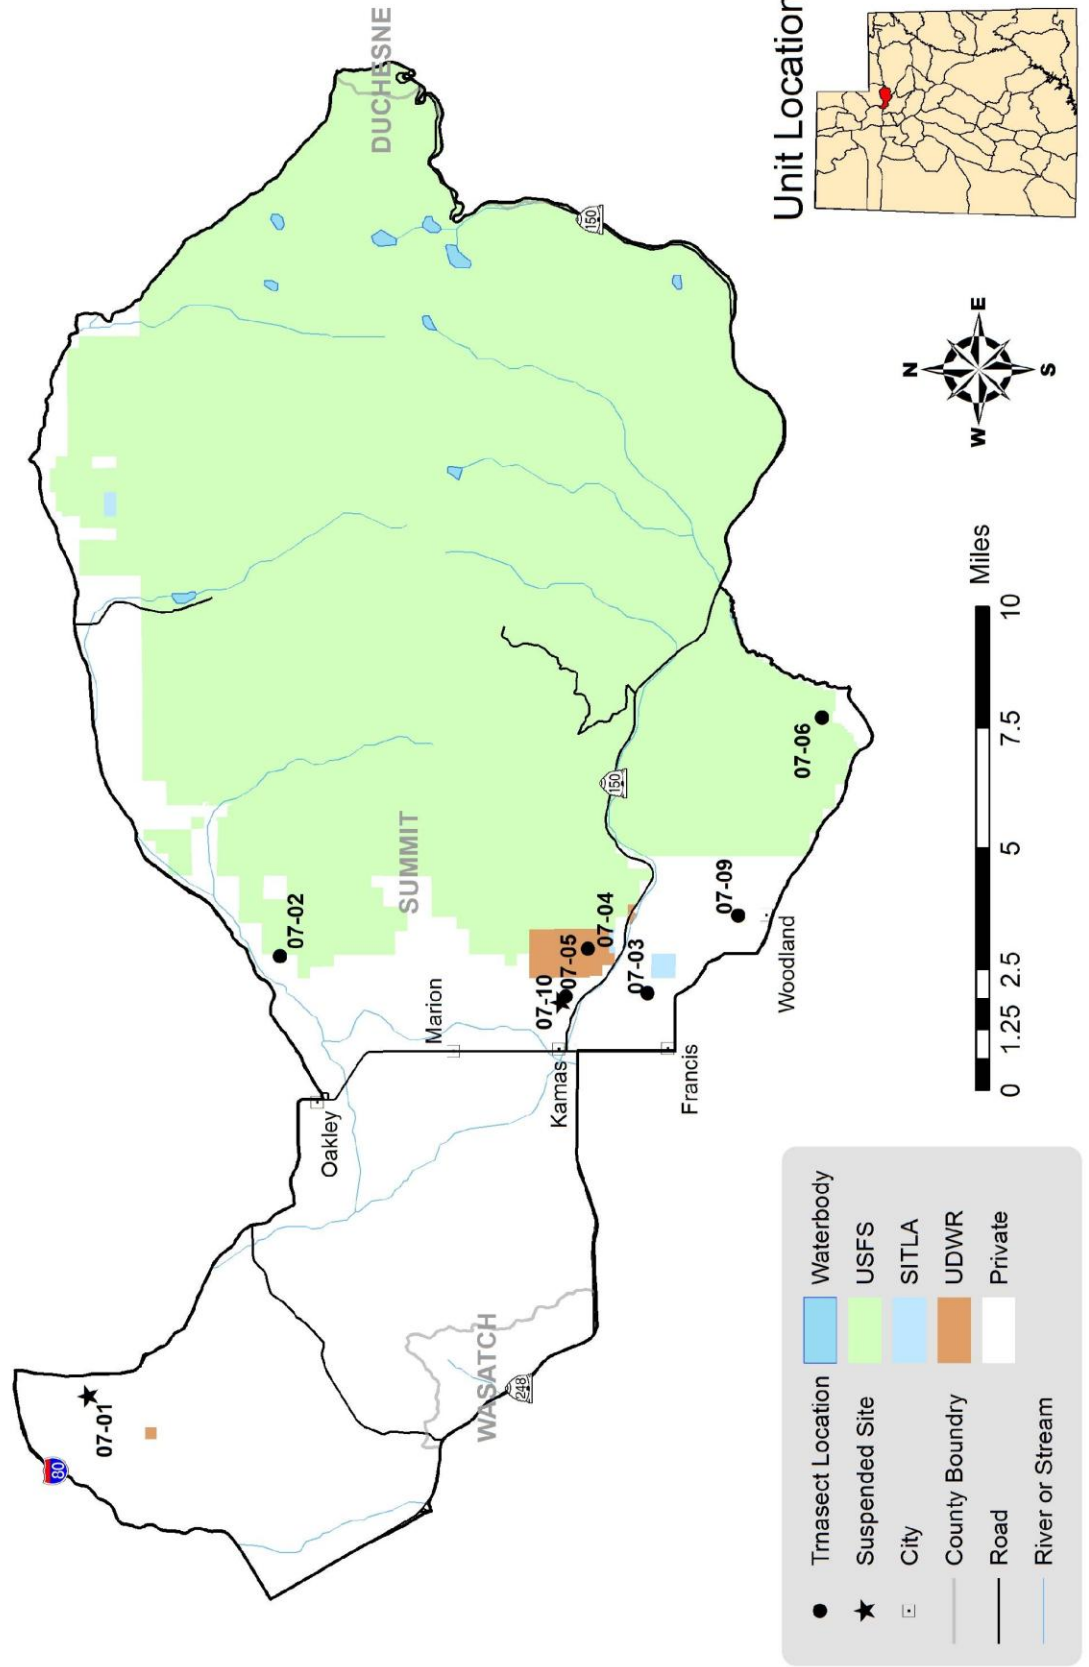 DUCHESNE
SUMMIT
WASATCH
80
248
150
150
07-01
07-02
07-10
07-05
07-04
07-03
07-09
07-06
Oakley
Marion
Kamas
Francis
Woodland
Unit Location
N
W
E
S
0 1.25 2.5 5 7.5 10
Miles
Trnasect Location
Suspended Site
City
County Boundry
Road
River or Stream
Waterbody
USFS
SITLA
UDWR
Private